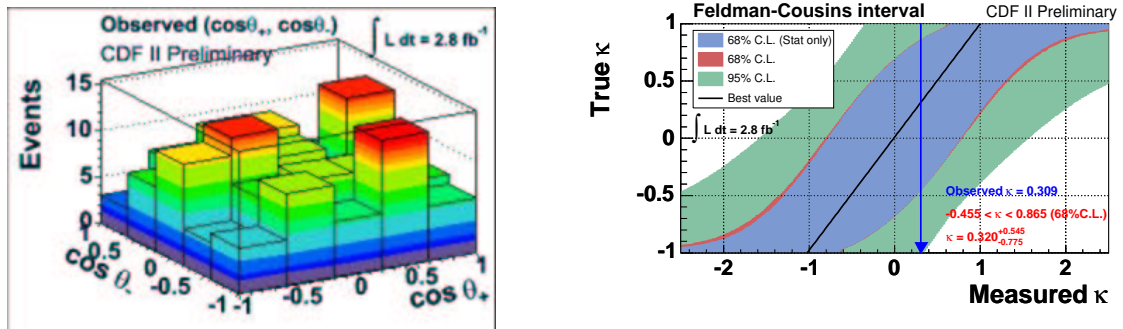 Observed (cosθ₊, cosθ₋)
∫ L dt = 2.8 fb⁻¹
CDF II Preliminary
Events
15
10
5
0
1
0.5
0
-0.5
-1
cos θ₋
-1
-0.5
0
0.5
1
cos θ₊
Feldman-Cousins interval
CDF II Preliminary
True κ
1
0.5
0
-0.5
-1
68% C.L. (Stat only)
68% C.L.
95% C.L.
Best value
∫ L dt = 2.8 fb⁻¹
Observed κ = 0.309
-0.455 < κ < 0.865 (68%C.L.)
κ = 0.320 +0.545 -0.775
-2
-1
0
1
2
Measured κ